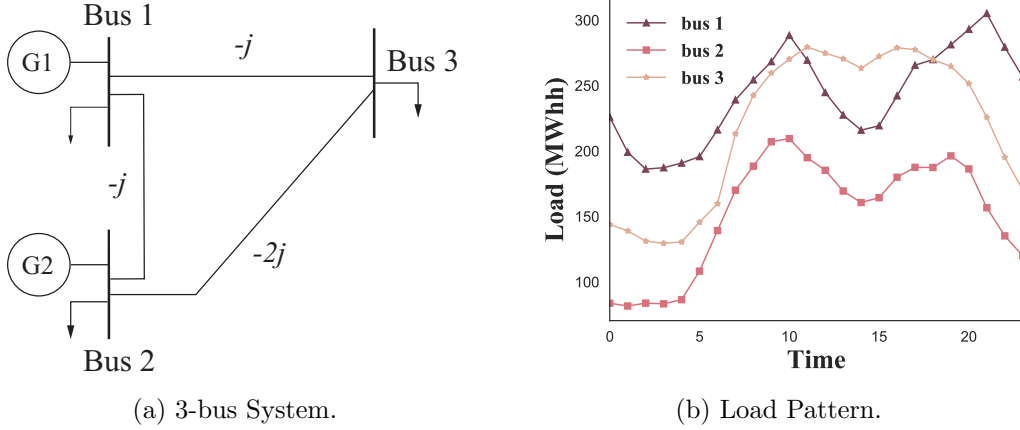 Bus 1
G1
-j
Bus 3
-j
G2
-2j
Bus 2
(a) 3-bus System.
300
250
200
150
100
Load (MWhh)
bus 1
bus 2
bus 3
0 5 10 15 20
Time
(b) Load Pattern.